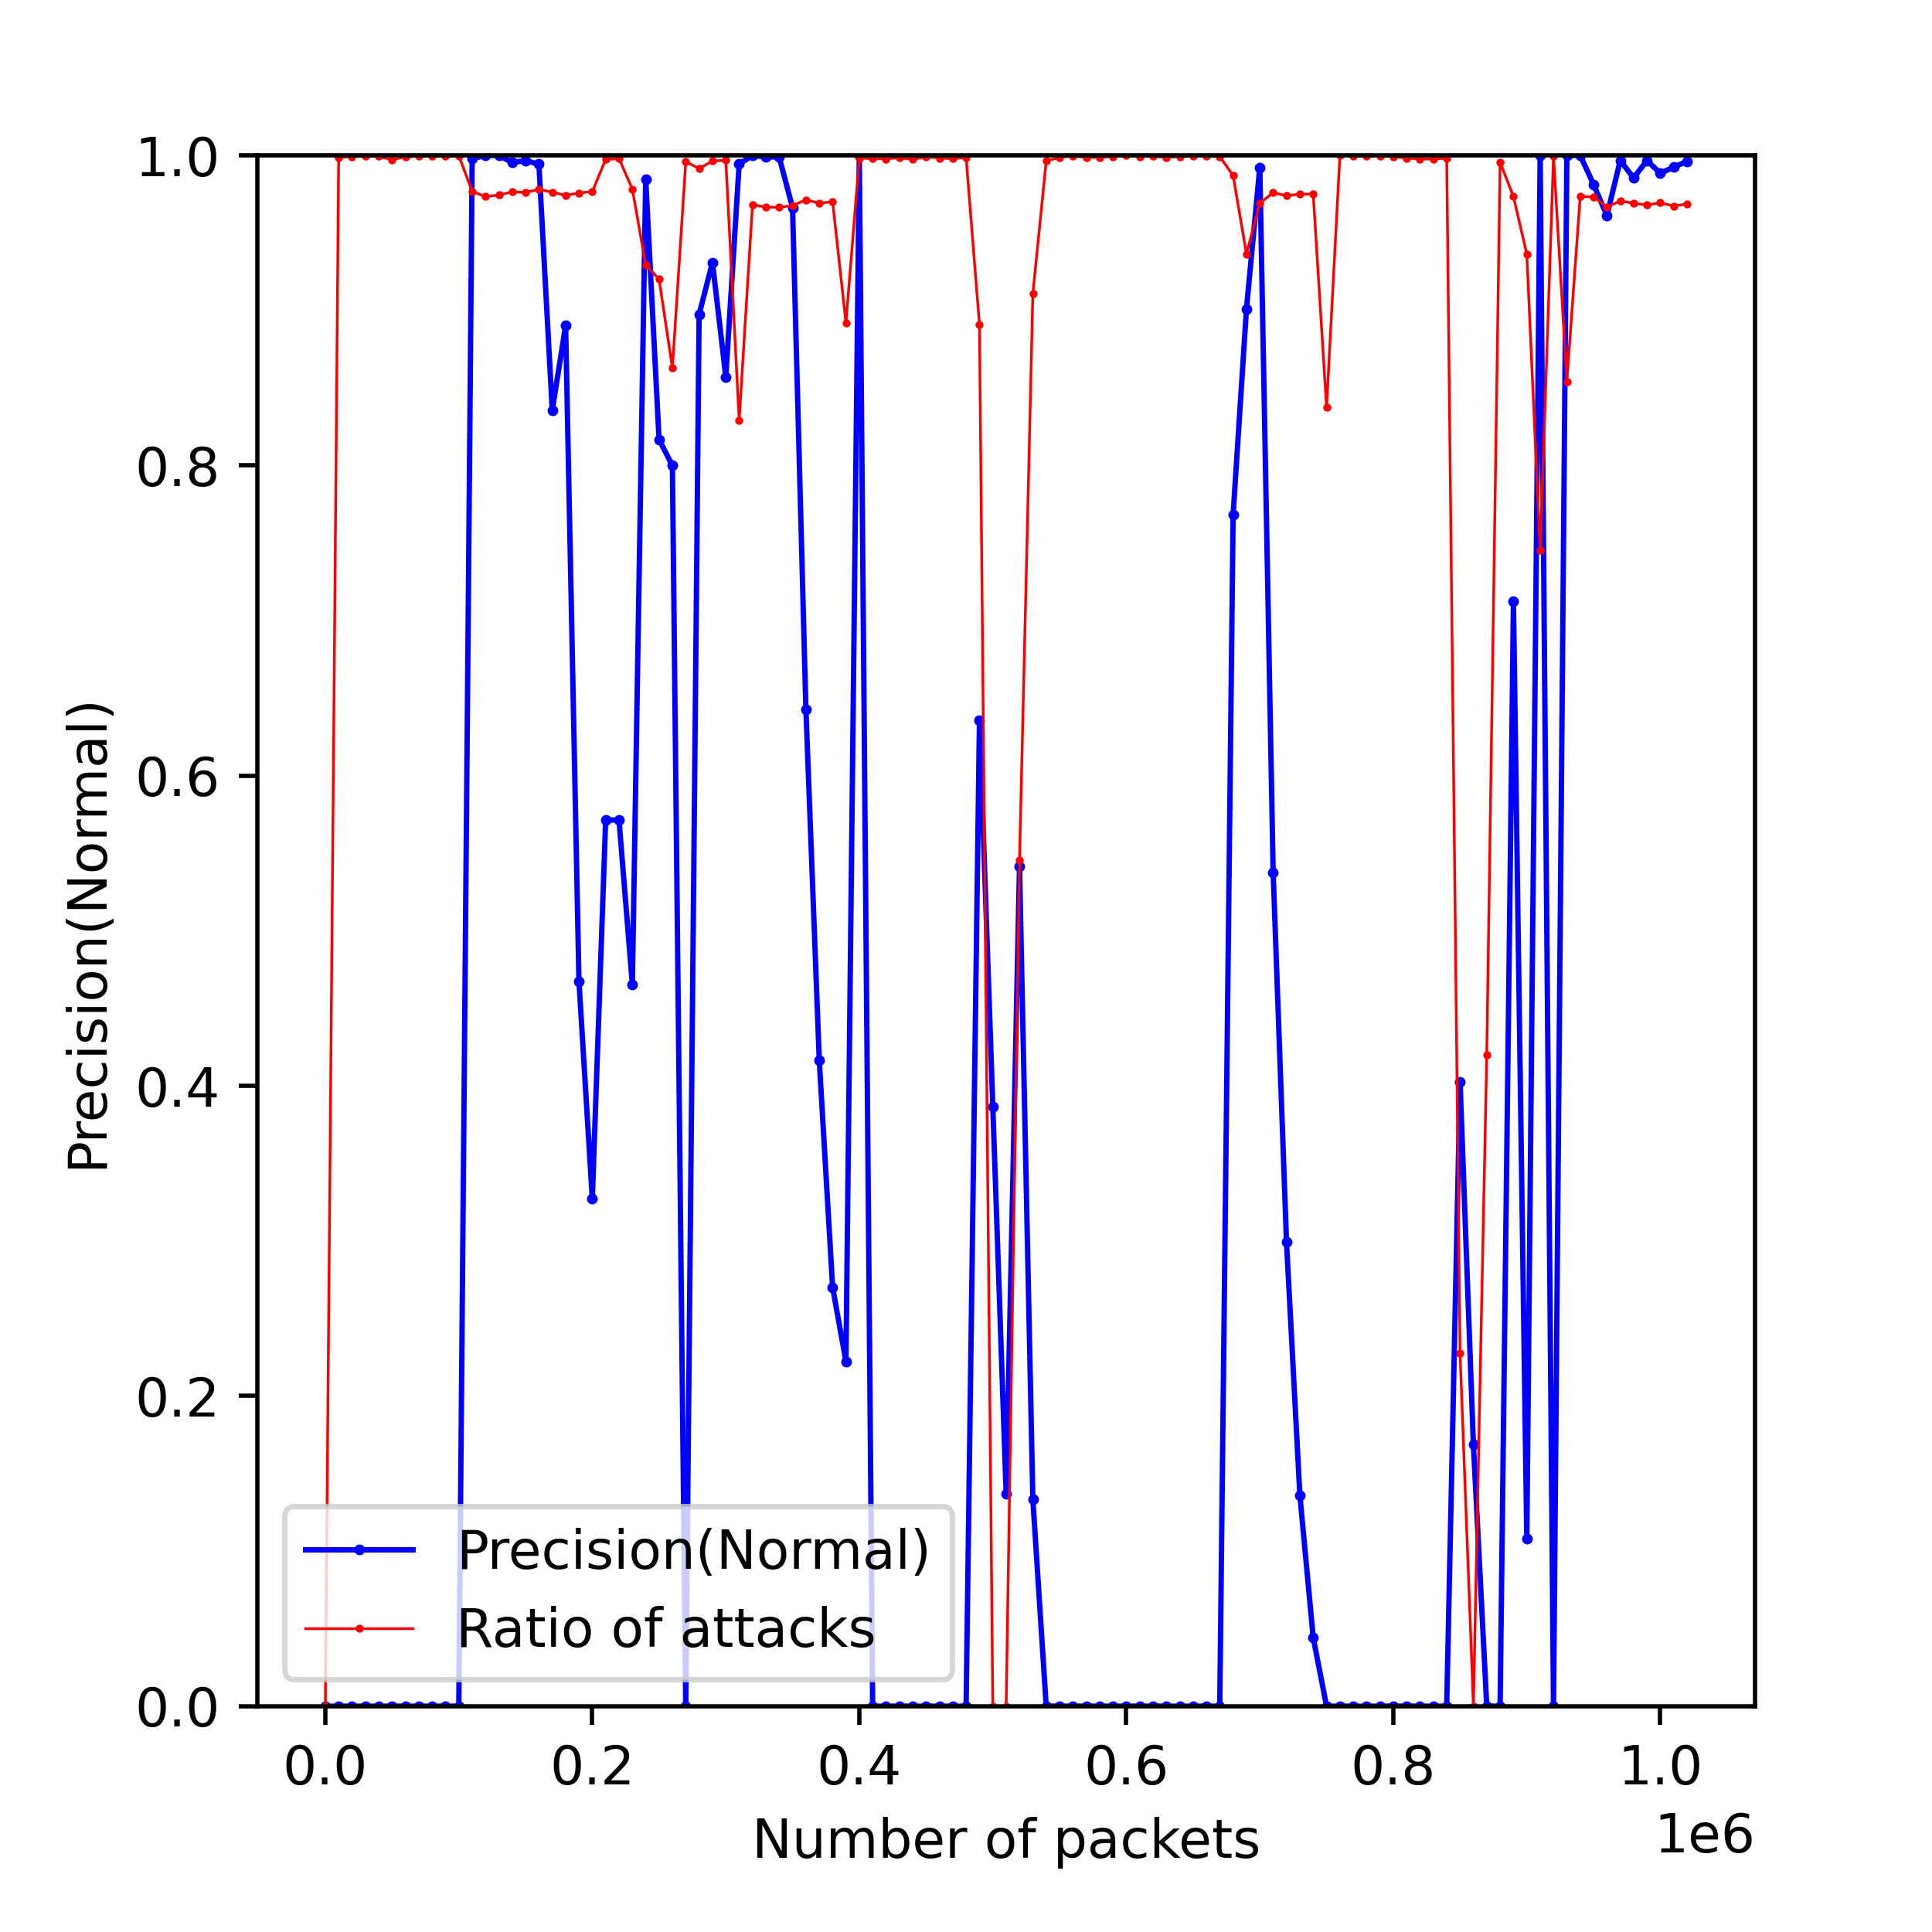 1.0
0.8
0.6
0.4
0.2
0.0
Precision(Normal)
Precision(Normal)
Ratio of attacks
0.0 0.2 0.4 0.6 0.8 1.0
1e6
Number of packets